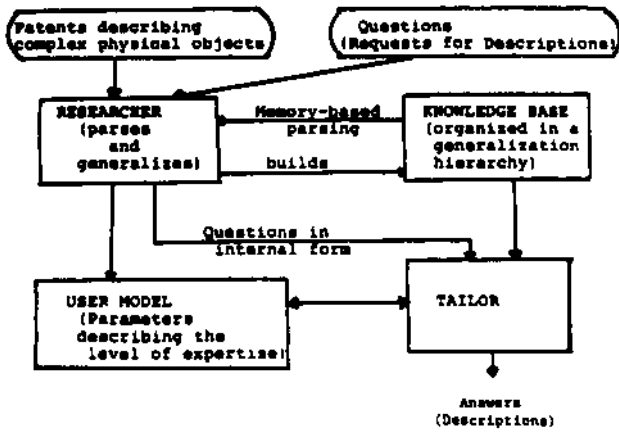 Patents describing
complex physical objects
Questions
(Requests for Descriptions)
RESEARCHER
(parses
and
generalizes)
Memory-based
parsing
builds
KNOWLEDGE BASE
(organized in a
generalization
hierarchy)
Questions in
internal form
USER MODEL
(Parameters
describing the
level of expertise)
TAILOR
Answers
(Descriptions)